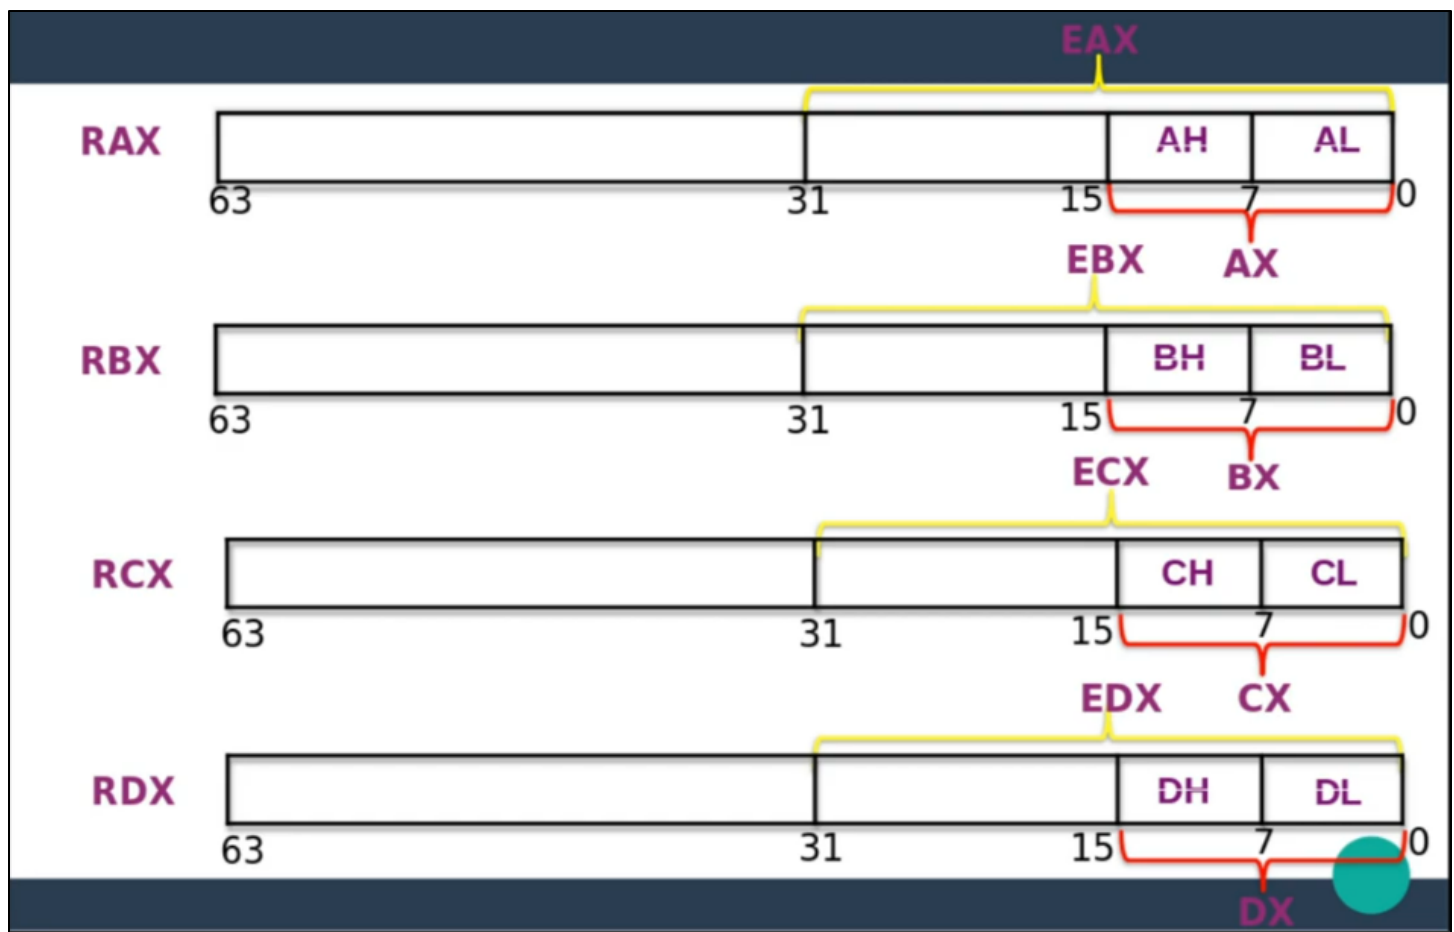 EAX
RAX AH AL
63 31 15 7 0
EBX AX
RBX BH BL
63 31 15 7 0
ECX BX
RCX CH CL
63 31 15 7 0
EDX CX
RDX DH DL
63 31 15 7 0
DX